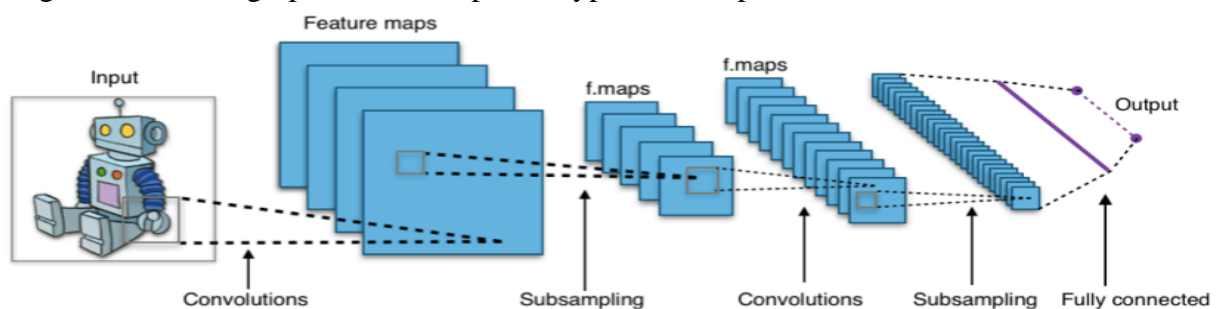 Feature maps
Input
f.maps
f.maps
Output
Convolutions
Subsampling
Convolutions
Subsampling
Fully connected